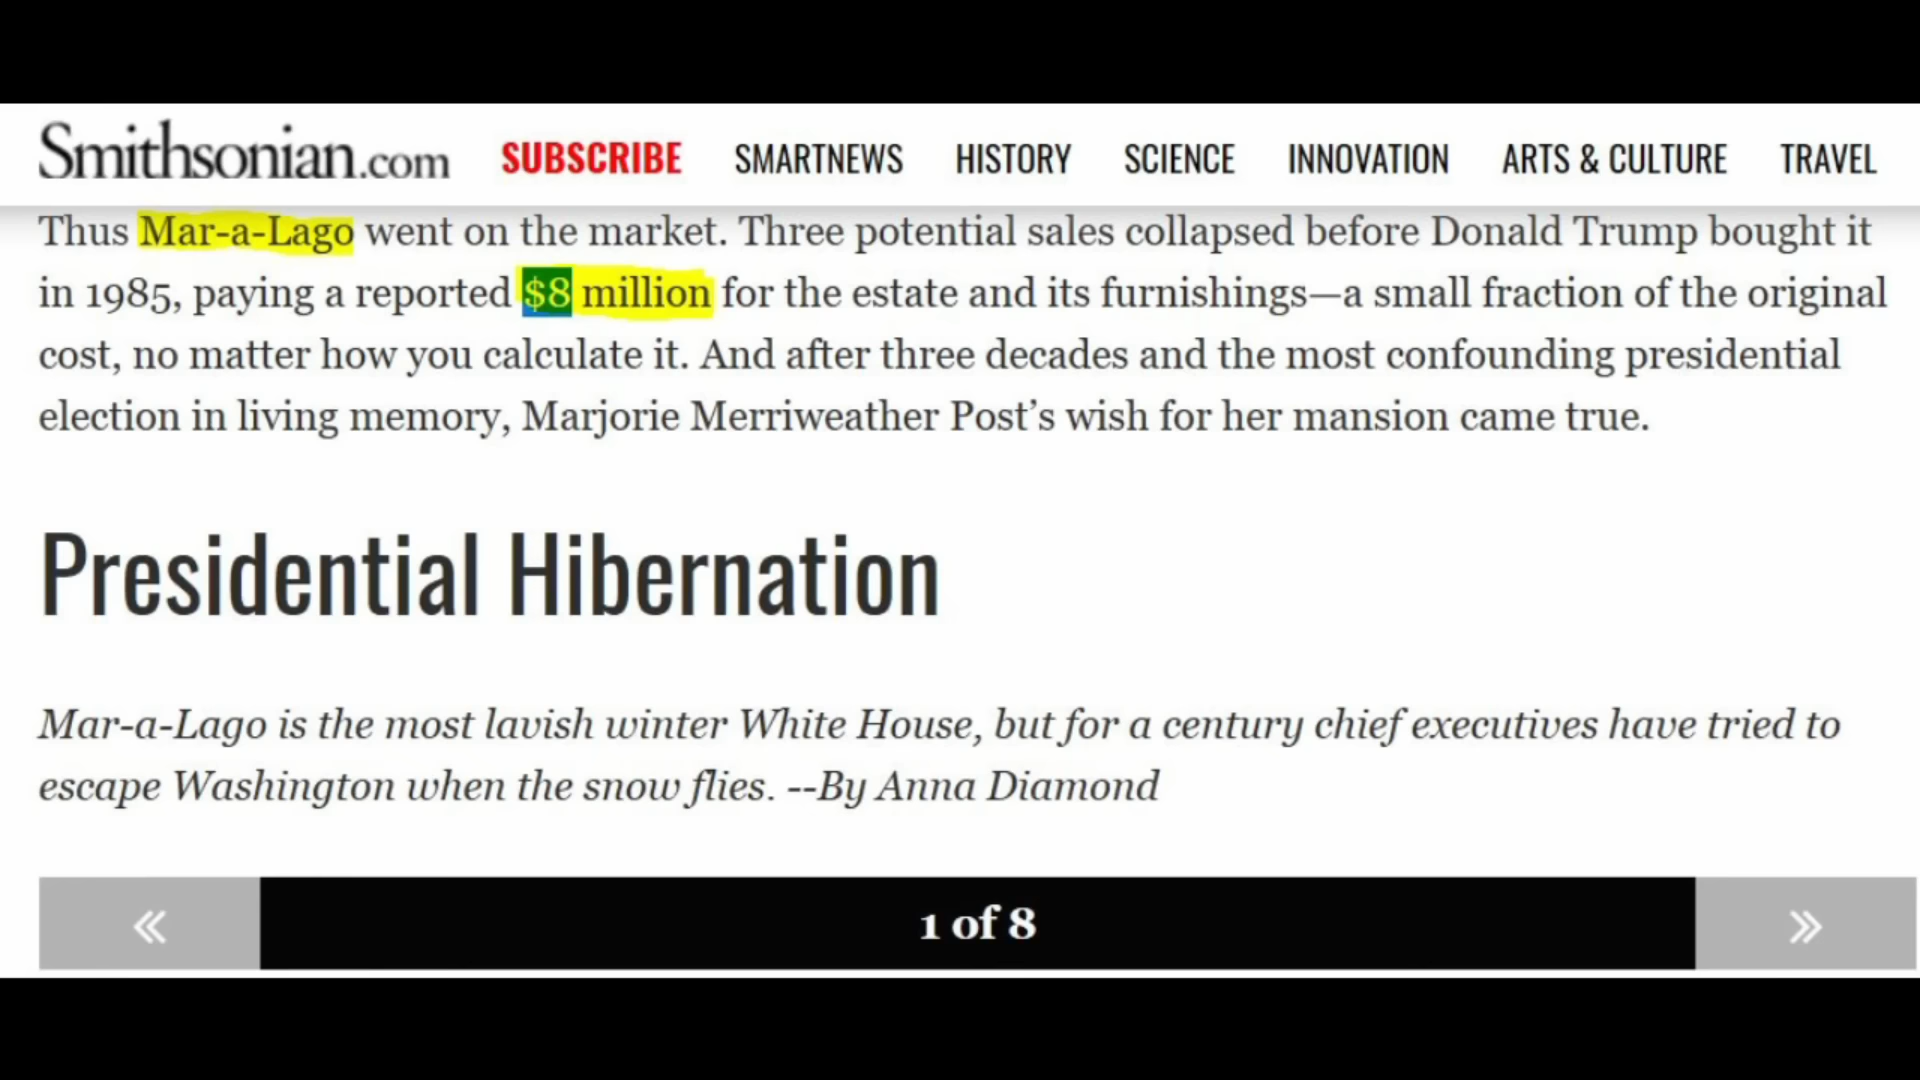 Smithsonian.com SUBSCRIBE SMARTNEWS HISTORY SCIENCE INNOVATION ARTS & CULTURE TRAVEL
Thus Mar-a-Lago went on the market. Three potential sales collapsed before Donald Trump bought it
in 1985, paying a reported $8 million for the estate and its furnishings—a small fraction of the original
cost, no matter how you calculate it. And after three decades and the most confounding presidential
election in living memory, Marjorie Merriweather Post’s wish for her mansion came true.
Presidential Hibernation
Mar-a-Lago is the most lavish winter White House, but for a century chief executives have tried to
escape Washington when the snow flies. --By Anna Diamond
« 1 of 8 »